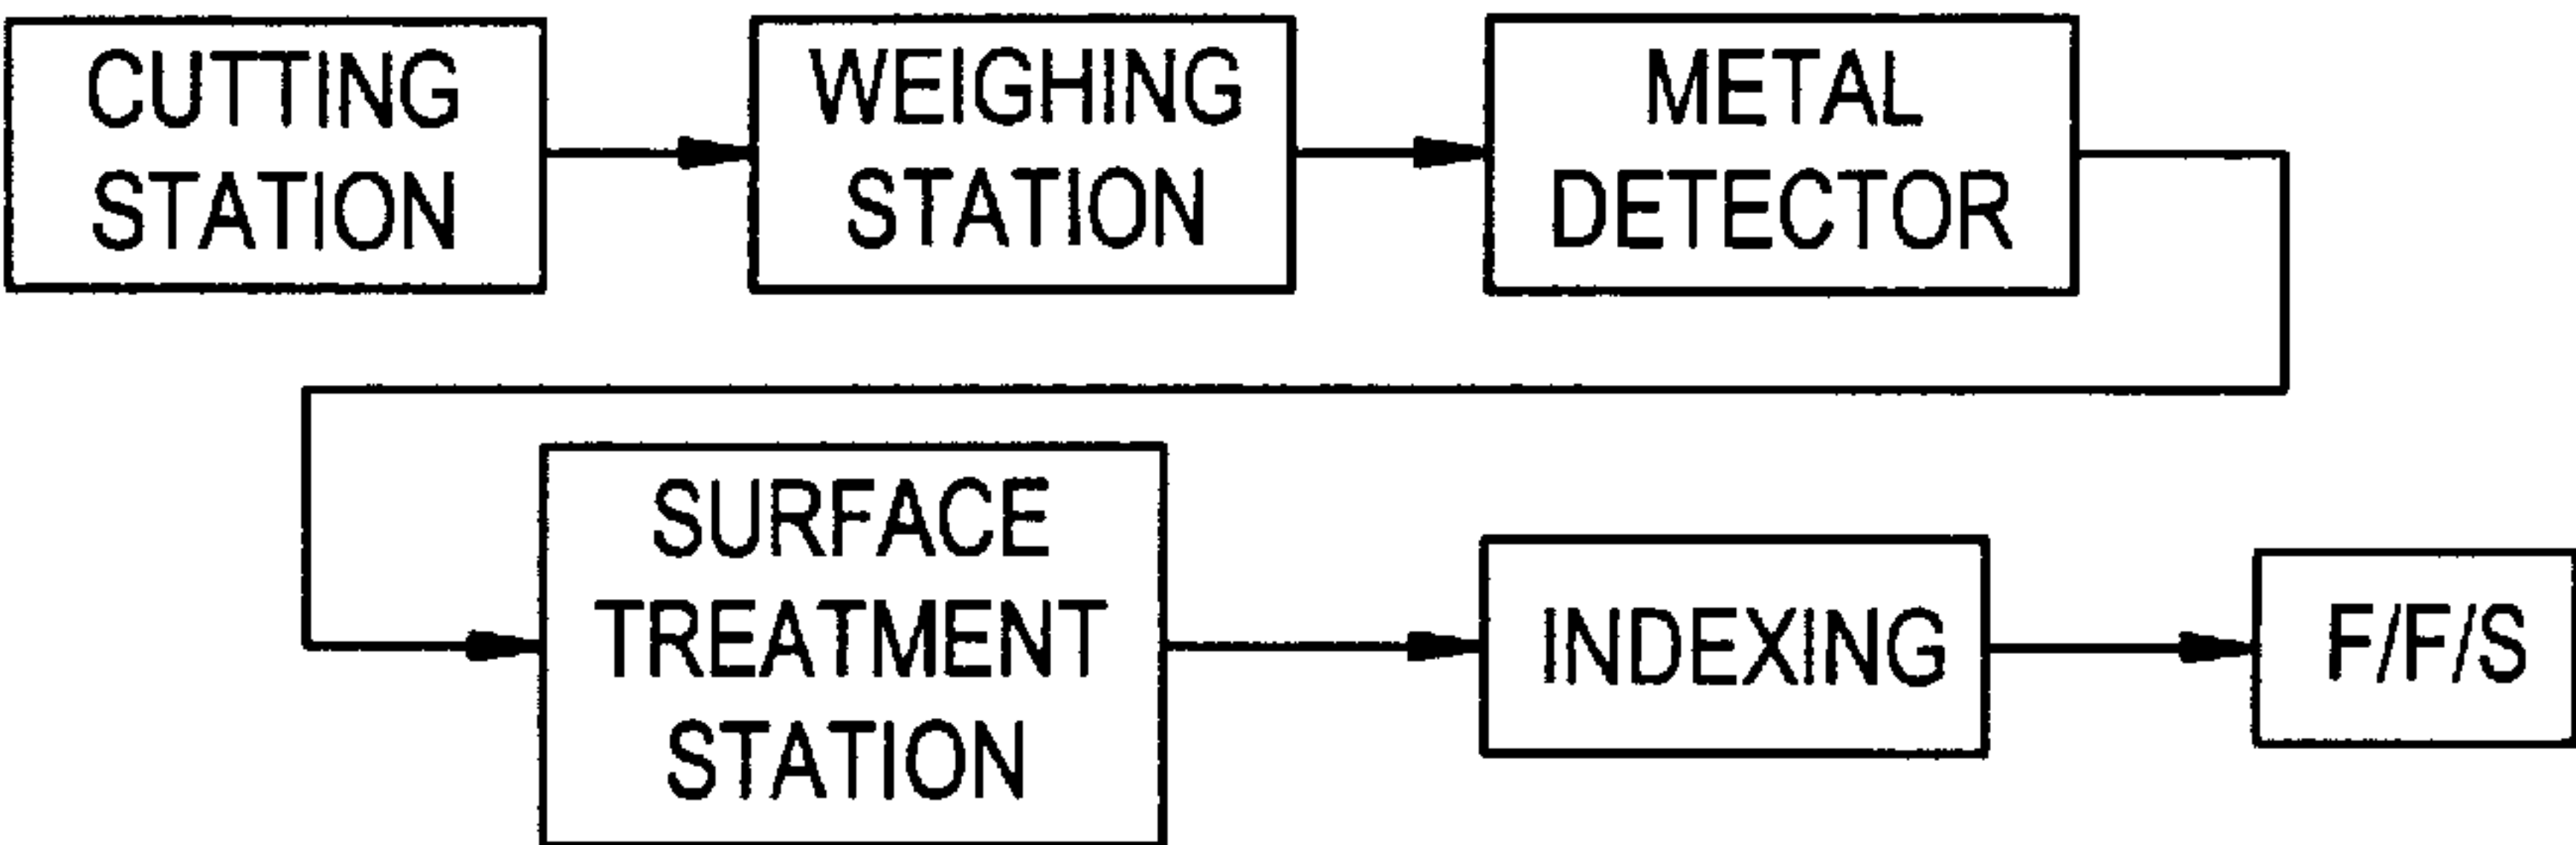 CUTTING
STATION
WEIGHING
STATION
METAL
DETECTOR
SURFACE
TREATMENT
STATION
INDEXING
F/F/S